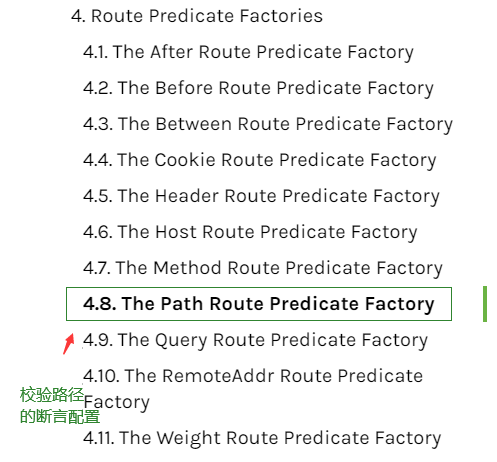 4. Route Predicate Factories
4.1. The After Route Predicate Factory
4.2. The Before Route Predicate Factory
4.3. The Between Route Predicate Factory
4.4. The Cookie Route Predicate Factory
4.5. The Header Route Predicate Factory
4.6. The Host Route Predicate Factory
4.7. The Method Route Predicate Factory
4.8. The Path Route Predicate Factory
4.9. The Query Route Predicate Factory
4.10. The RemoteAddr Route Predicate
Factory
校验路径
的断言配置
4.11. The Weight Route Predicate Factory